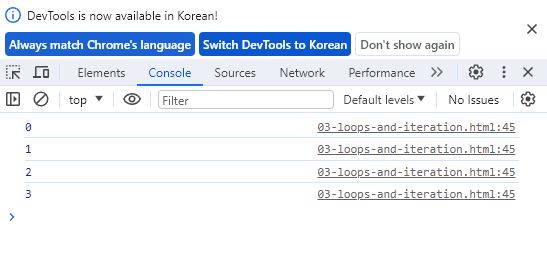 DevTools is now available in Korean!
Always match Chrome's language Switch DevTools to Korean Don't show again
Elements Console Sources Network Performance
top Filter Default levels No Issues
0 03-loops-and-iteration.html:45
1 03-loops-and-iteration.html:45
2 03-loops-and-iteration.html:45
3 03-loops-and-iteration.html:45